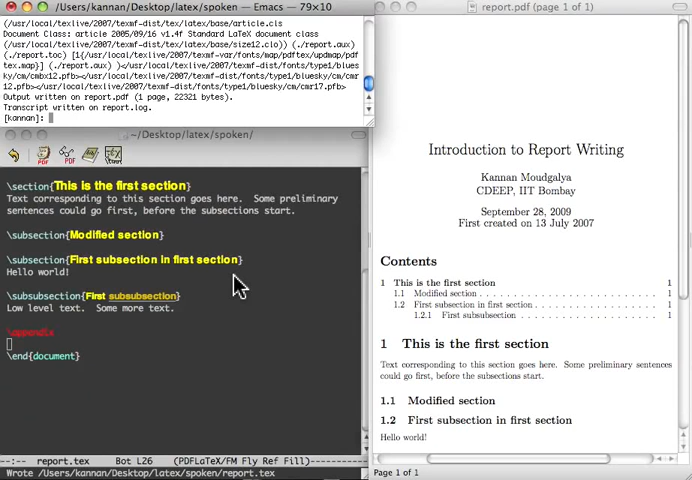 /Users/kannan/Desktop/latex/spoken — Emacs — 79×10
(/usr/local/texlive/2007/texmf-dist/tex/latex/base/article.cls
Document Class: article 2005/09/16 v1.4f Standard LaTeX document class
(/usr/local/texlive/2007/texmf-dist/tex/latex/base/size12.clo)) (./report.aux)
(./report.toc) [1{/usr/local/texlive/2007/texmf-var/fonts/map/pdftex/updmap/pdf
tex.map}] (./report.aux) )</usr/local/texlive/2007/texmf-dist/fonts/type1/blues
ky/cm/cmbx12.pfb></usr/local/texlive/2007/texmf-dist/fonts/type1/bluesky/cm/cmr
12.pfb></usr/local/texlive/2007/texmf-dist/fonts/type1/bluesky/cm/cmr17.pfb>
Output written on report.pdf (1 page, 22321 bytes).
Transcript written on report.log.
[kannan]:
~/Desktop/latex/spoken/
\section{This is the first section}
Text corresponding to this section goes here. Some preliminary
sentences could go first, before the subsections start.
\subsection{Modified section}
\subsection{First subsection in first section}
Hello world!
\subsubsection{First subsubsection}
Low level text. Some more text.
\appendix
\end{document}
--:-- report.tex Bot L26 (PDFLaTeX/FM Fly Ref Fill)
Wrote /Users/kannan/Desktop/latex/spoken/report.tex
report.pdf (page 1 of 1)
Introduction to Report Writing
Kannan Moudgalya
CDEEP, IIT Bombay
September 28, 2009
First created on 13 July 2007
Contents
1 This is the first section 1
1.1 Modified section . . . . . . . . . . . . . . . . . . . . . . . . 1
1.2 First subsection in first section . . . . . . . . . . . . . . . . 1
1.2.1 First subsubsection . . . . . . . . . . . . . . . . . . . 1
1 This is the first section
Text corresponding to this section goes here. Some preliminary sentences
could go first, before the subsections start.
1.1 Modified section
1.2 First subsection in first section
Hello world!
Page 1 of 1